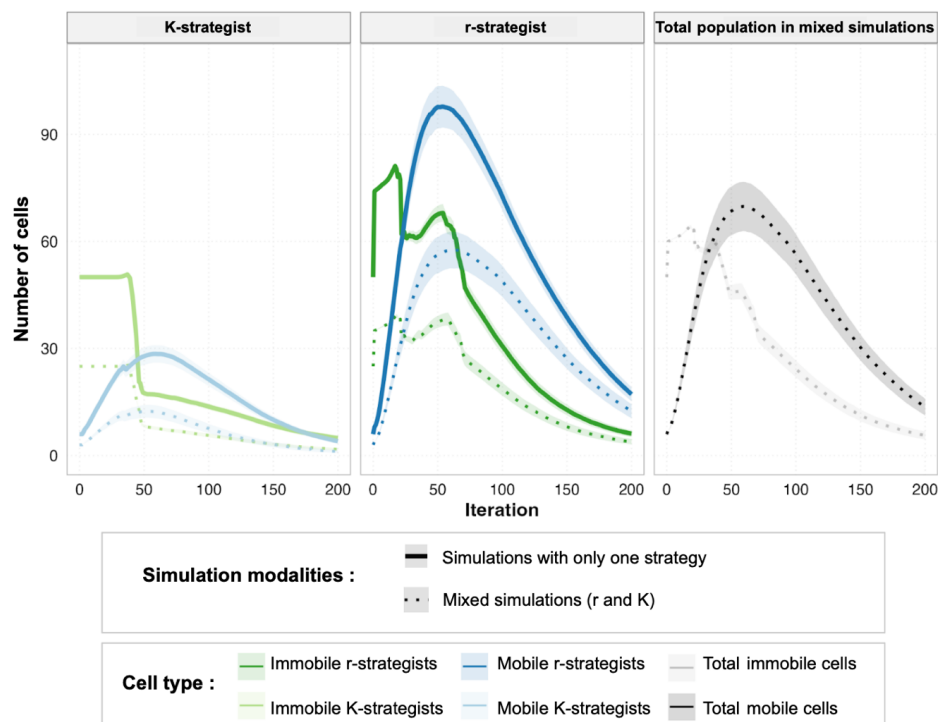 K-strategist
r-strategist
Total population in mixed simulations
Number of cells
90
60
30
0
0 50 100 150 200
0 50 100 150 200
0 50 100 150 200
Iteration
Simulation modalities :
Simulations with only one strategy
Mixed simulations (r and K)
Cell type :
Immobile r-strategists
Mobile r-strategists
Total immobile cells
Immobile K-strategists
Mobile K-strategists
Total mobile cells